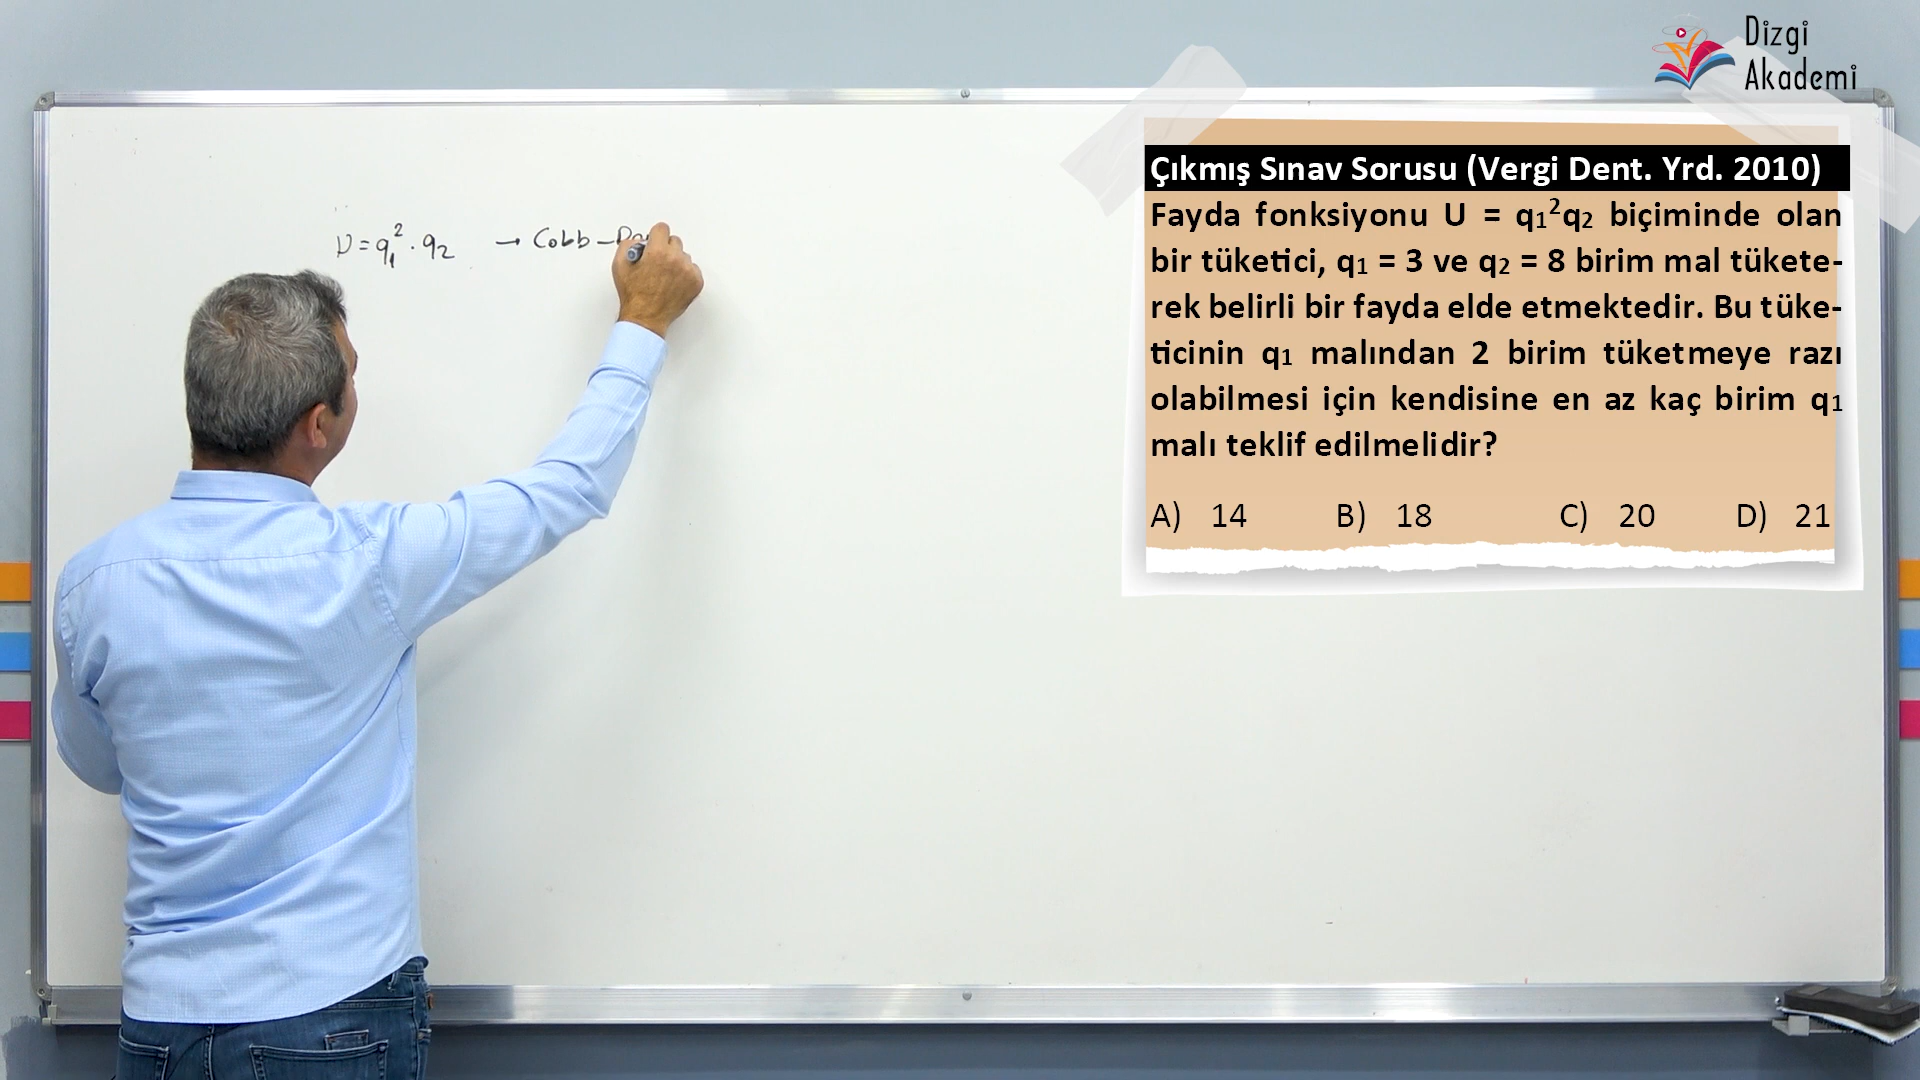 Dizgi
Akademi
U = q₁² · q₂ → Cobb –
Çıkmış Sınav Sorusu (Vergi Dent. Yrd. 2010)
Fayda fonksiyonu U = q₁²q₂ biçiminde olan
bir tüketici, q₁ = 3 ve q₂ = 8 birim mal tükete-
rek belirli bir fayda elde etmektedir. Bu tüke-
ticinin q₁ malından 2 birim tüketmeye razı
olabilmesi için kendisine en az kaç birim q₁
malı teklif edilmelidir?
A) 14 B) 18 C) 20 D) 21